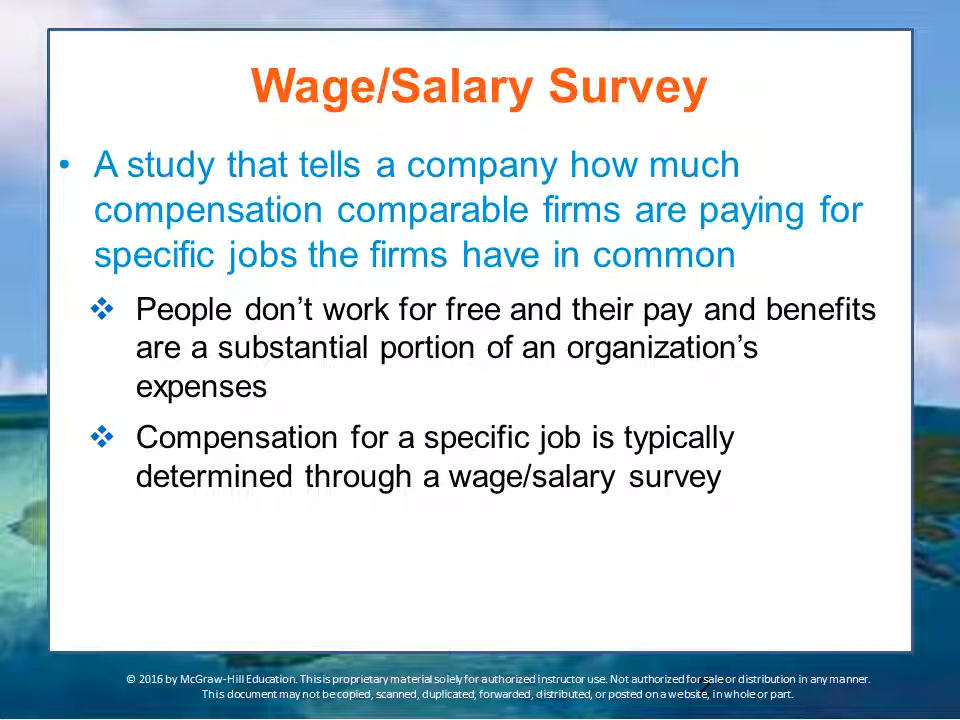 Wage/Salary Survey
• A study that tells a company how much
compensation comparable firms are paying for
specific jobs the firms have in common
❖ People don’t work for free and their pay and benefits
are a substantial portion of an organization’s
expenses
❖ Compensation for a specific job is typically
determined through a wage/salary survey
© 2016 by McGraw-Hill Education. This is proprietary material solely for authorized instructor use. Not authorized for sale or distribution in any manner.
This document may not be copied, scanned, duplicated, forwarded, distributed, or posted on a website, in whole or part.